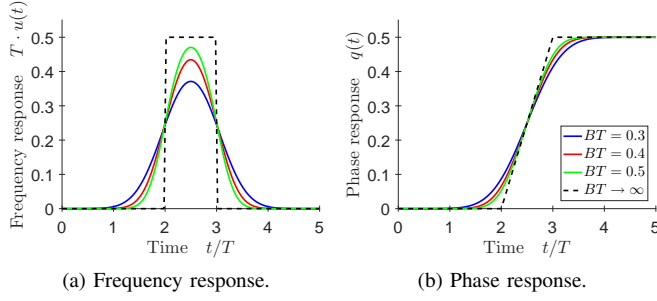 Frequency response T · u(t)
0.5
0.4
0.3
0.2
0.1
0
0 1 2 3 4 5
Time t/T
(a) Frequency response.
Phase response q(t)
0.5
0.4
0.3
0.2
0.1
0
BT = 0.3
BT = 0.4
BT = 0.5
BT → ∞
0 1 2 3 4 5
Time t/T
(b) Phase response.